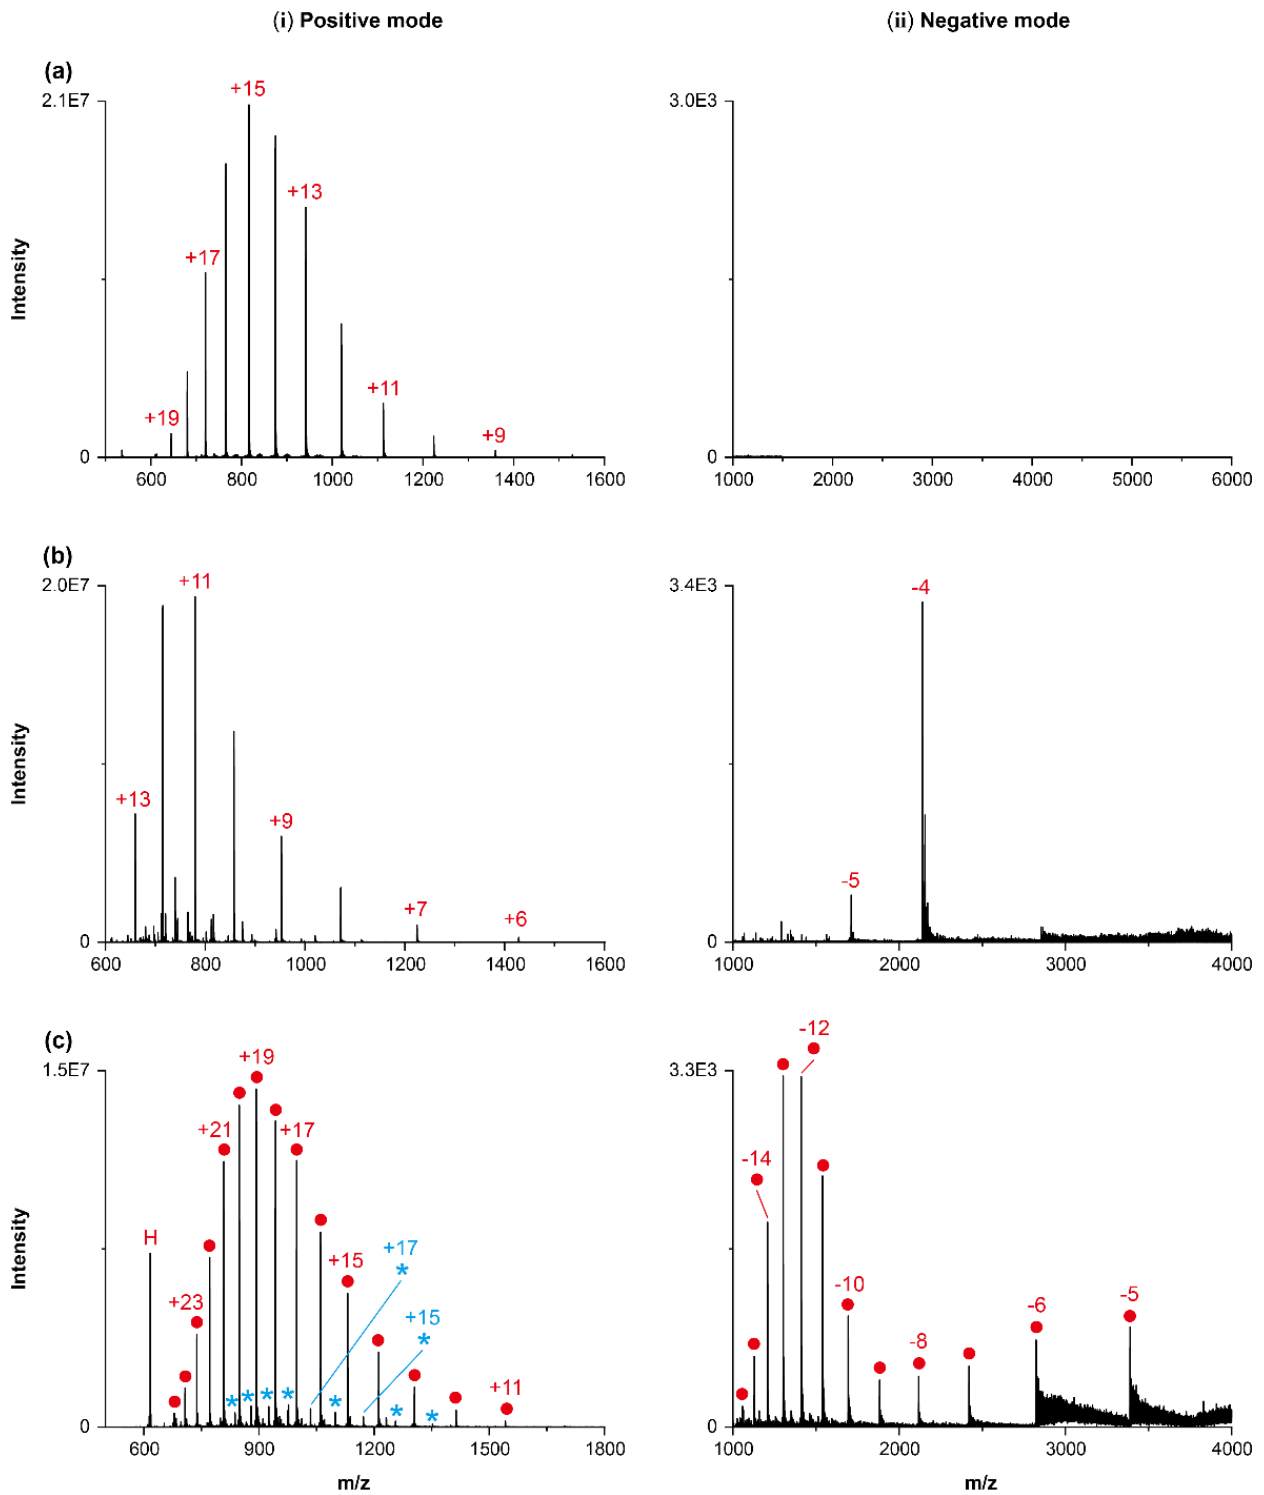 (i) Positive mode
(ii) Negative mode
(a)
2.1E7
+15
+13
+17
+11
+19
+9
Intensity
0
600 800 1000 1200 1400 1600
3.0E3
0
1000 2000 3000 4000 5000 6000
(b)
2.0E7
+11
+13
+9
+7
+6
Intensity
0
600 800 1000 1200 1400 1600
3.4E3
-4
-5
0
1000 2000 3000 4000
(c)
1.5E7
+19
+21
+17
H
+17
*
+15
+23
+15
*
* * * * * * *
+11
Intensity
0
600 900 1200 1500 1800
m/z
-12
3.3E3
-14
-10
-8
-6
-5
0
1000 2000 3000 4000
m/z